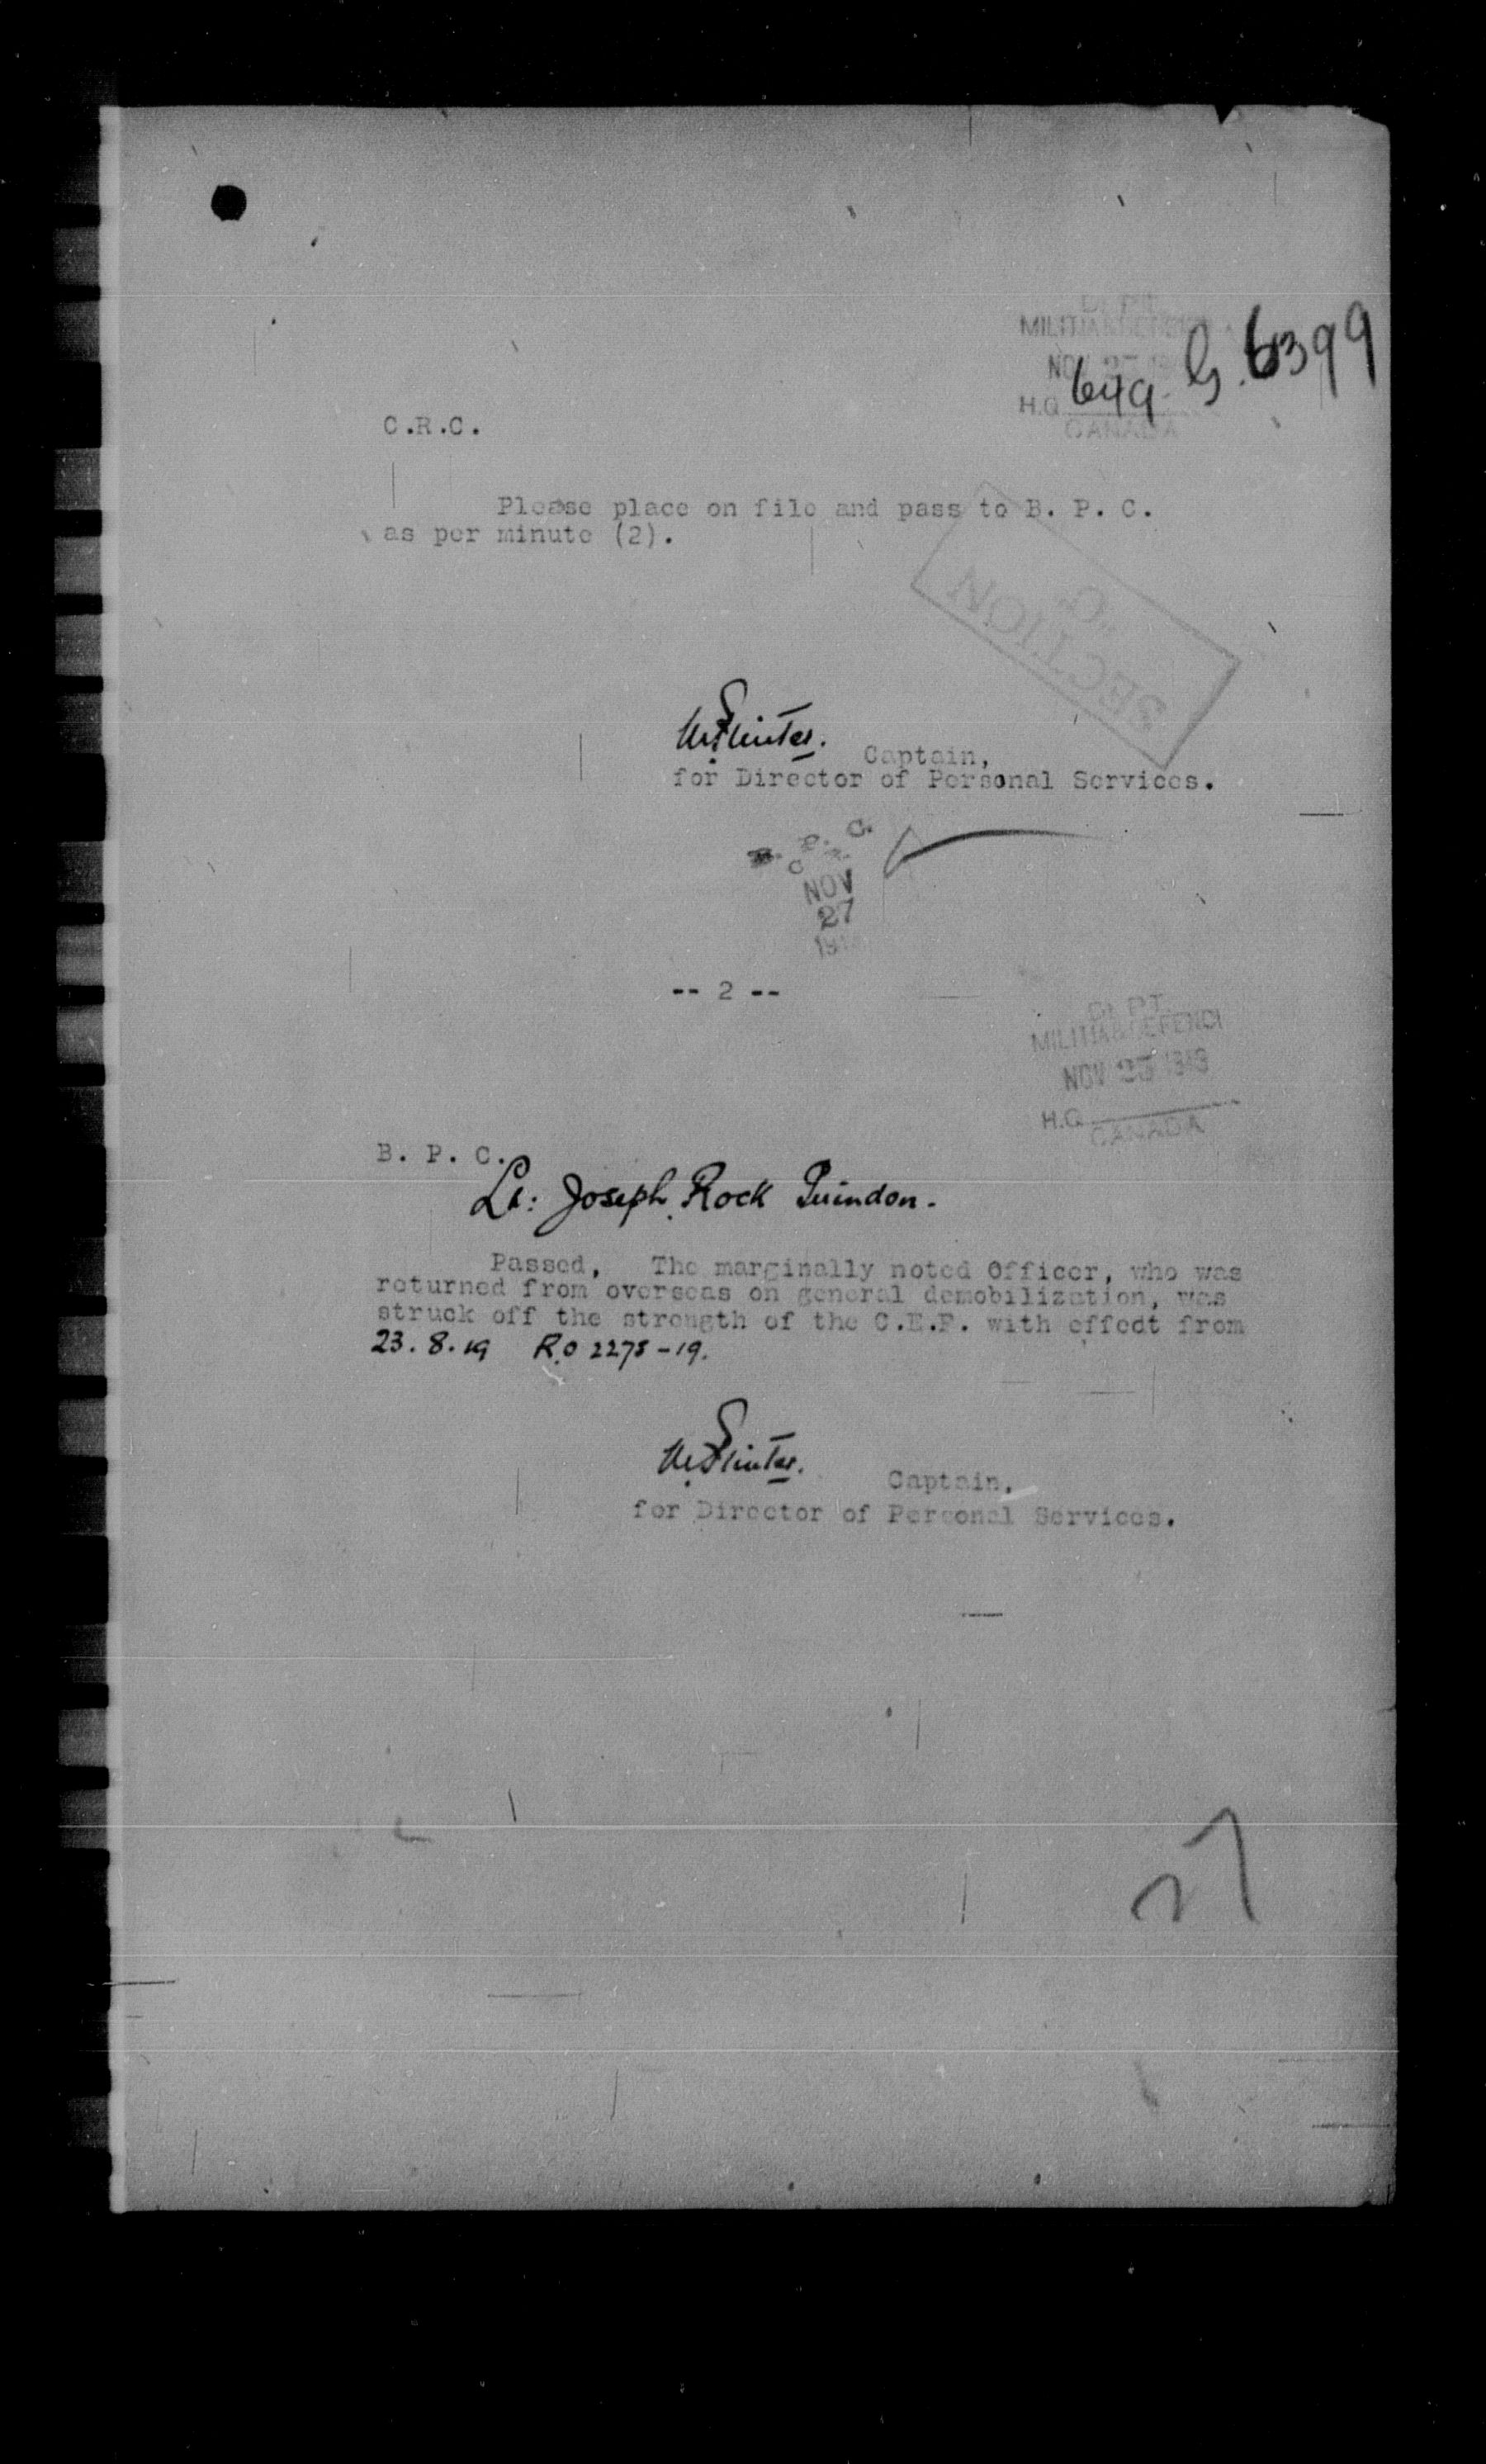 DEPT.
MILITIA & DEFENCE
NOV 27
H.Q. 649. G. 6399
CANADA
C.R.C.
Please place on file and pass to B. P. C.
as per minute (2).
SECTION
"C"
Captain,
for Director of Personal Services.
NOV
27
-- 2 --
DEPT.
MILITIA & DEFENCE
NOV 1919
H.Q.
CANADA
B. P. C.
Lt: Joseph Rock Guindon.
Passed, The marginally noted Officer, who was
returned from overseas on general demobilization, was
struck off the strength of the C.E.F. with effect from
23.8.19 R.O 2275-19.
Captain,
for Director of Personal Services.
27